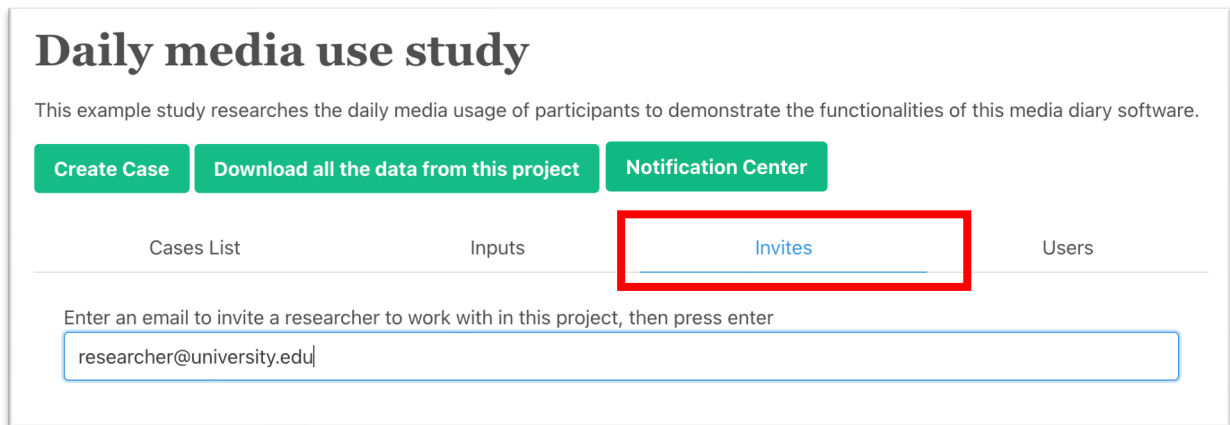 Daily media use study
This example study researches the daily media usage of participants to demonstrate the functionalities of this media diary software.
Create Case Download all the data from this project Notification Center
Cases List Inputs Invites Users
Enter an email to invite a researcher to work with in this project, then press enter
researcher@university.edu